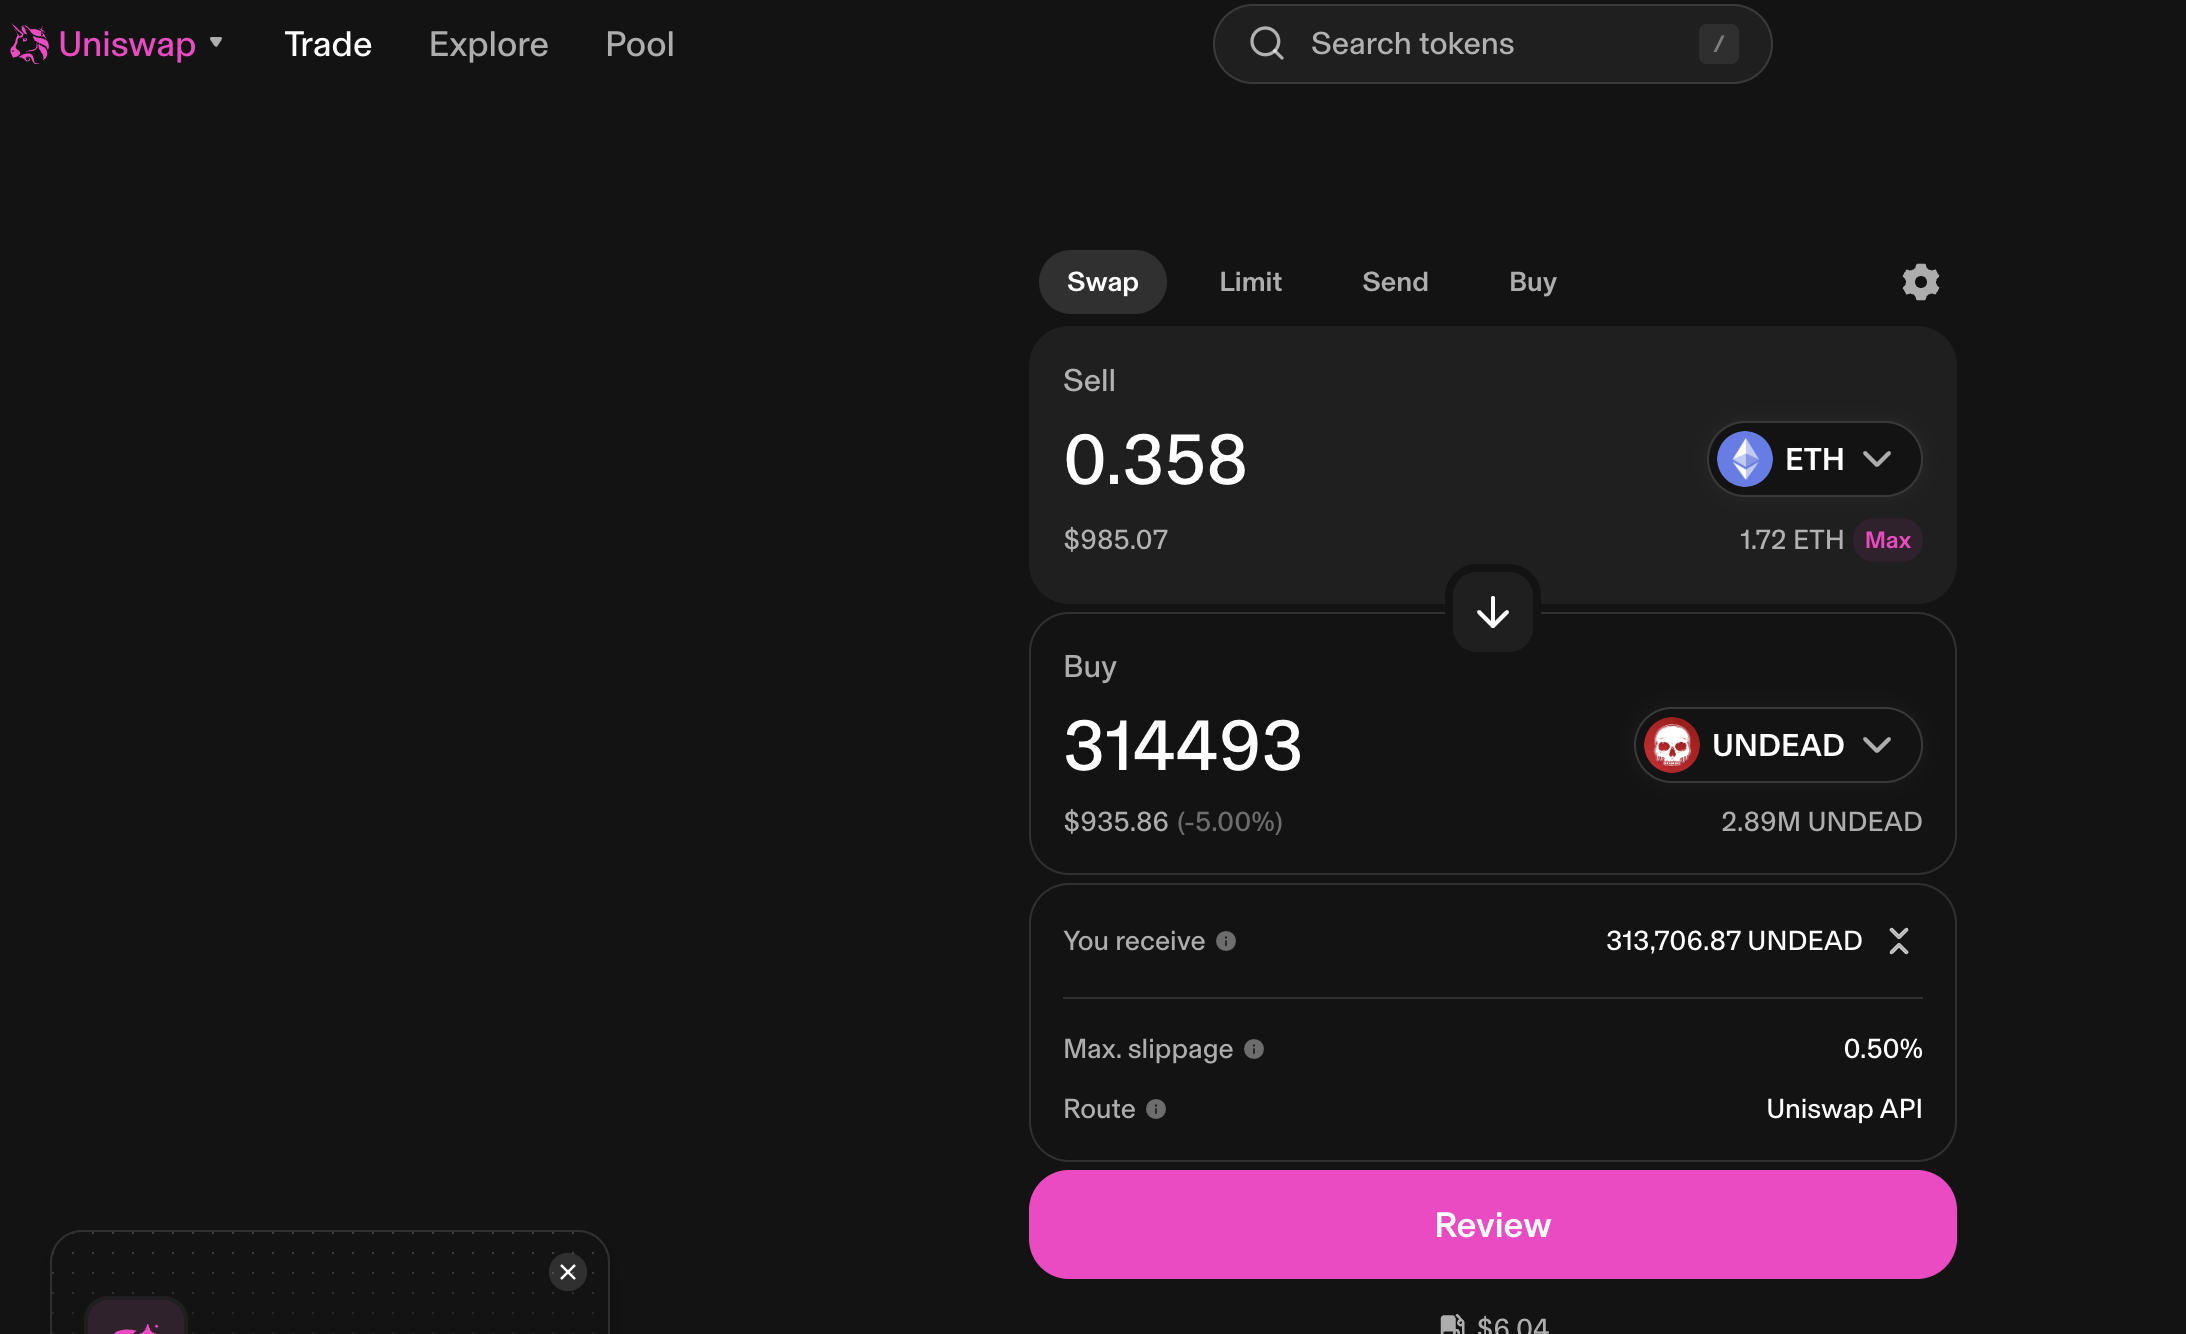 Uniswap Trade Explore Pool Search tokens /
Swap Limit Send Buy
Sell
0.358 ETH
$985.07 1.72 ETH Max
Buy
314493 UNDEAD
$935.86 (-5.00%) 2.89M UNDEAD
You receive 313,706.87 UNDEAD
Max. slippage 0.50%
Route Uniswap API
Review
$6.04